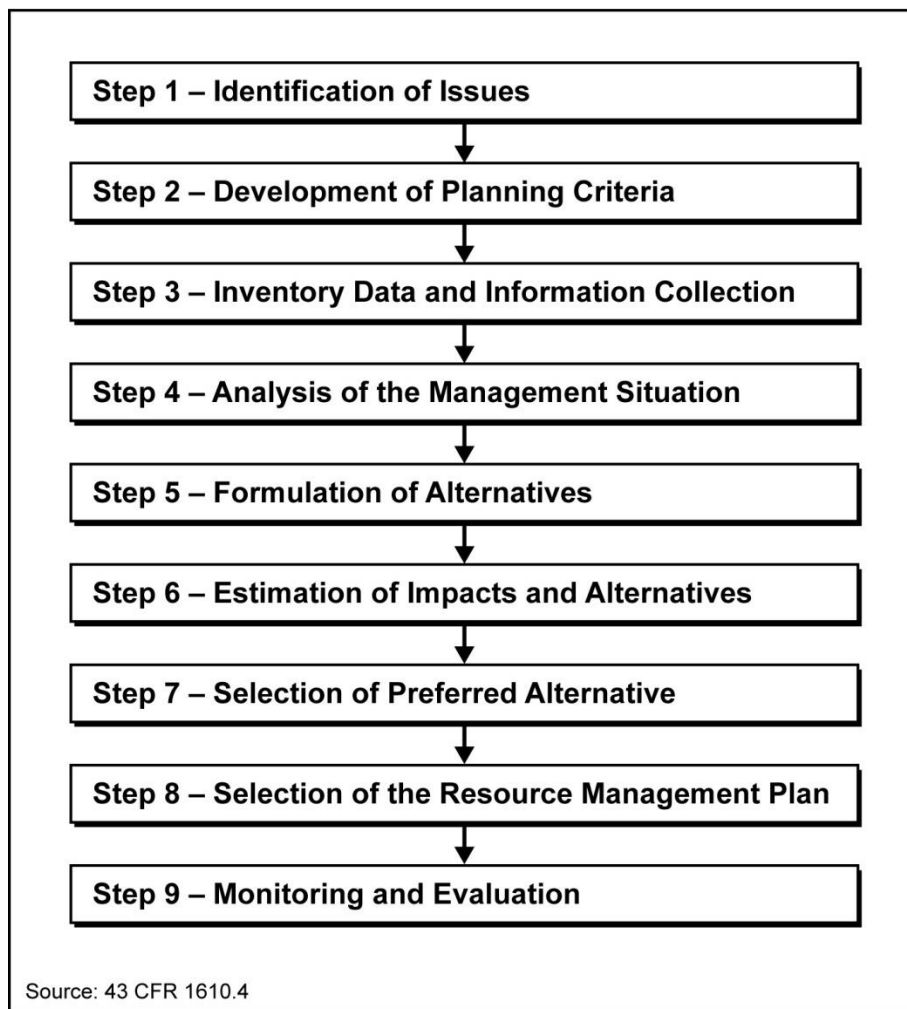 Step 1 – Identification of Issues
Step 2 – Development of Planning Criteria
Step 3 – Inventory Data and Information Collection
Step 4 – Analysis of the Management Situation
Step 5 – Formulation of Alternatives
Step 6 – Estimation of Impacts and Alternatives
Step 7 – Selection of Preferred Alternative
Step 8 – Selection of the Resource Management Plan
Step 9 – Monitoring and Evaluation
Source: 43 CFR 1610.4